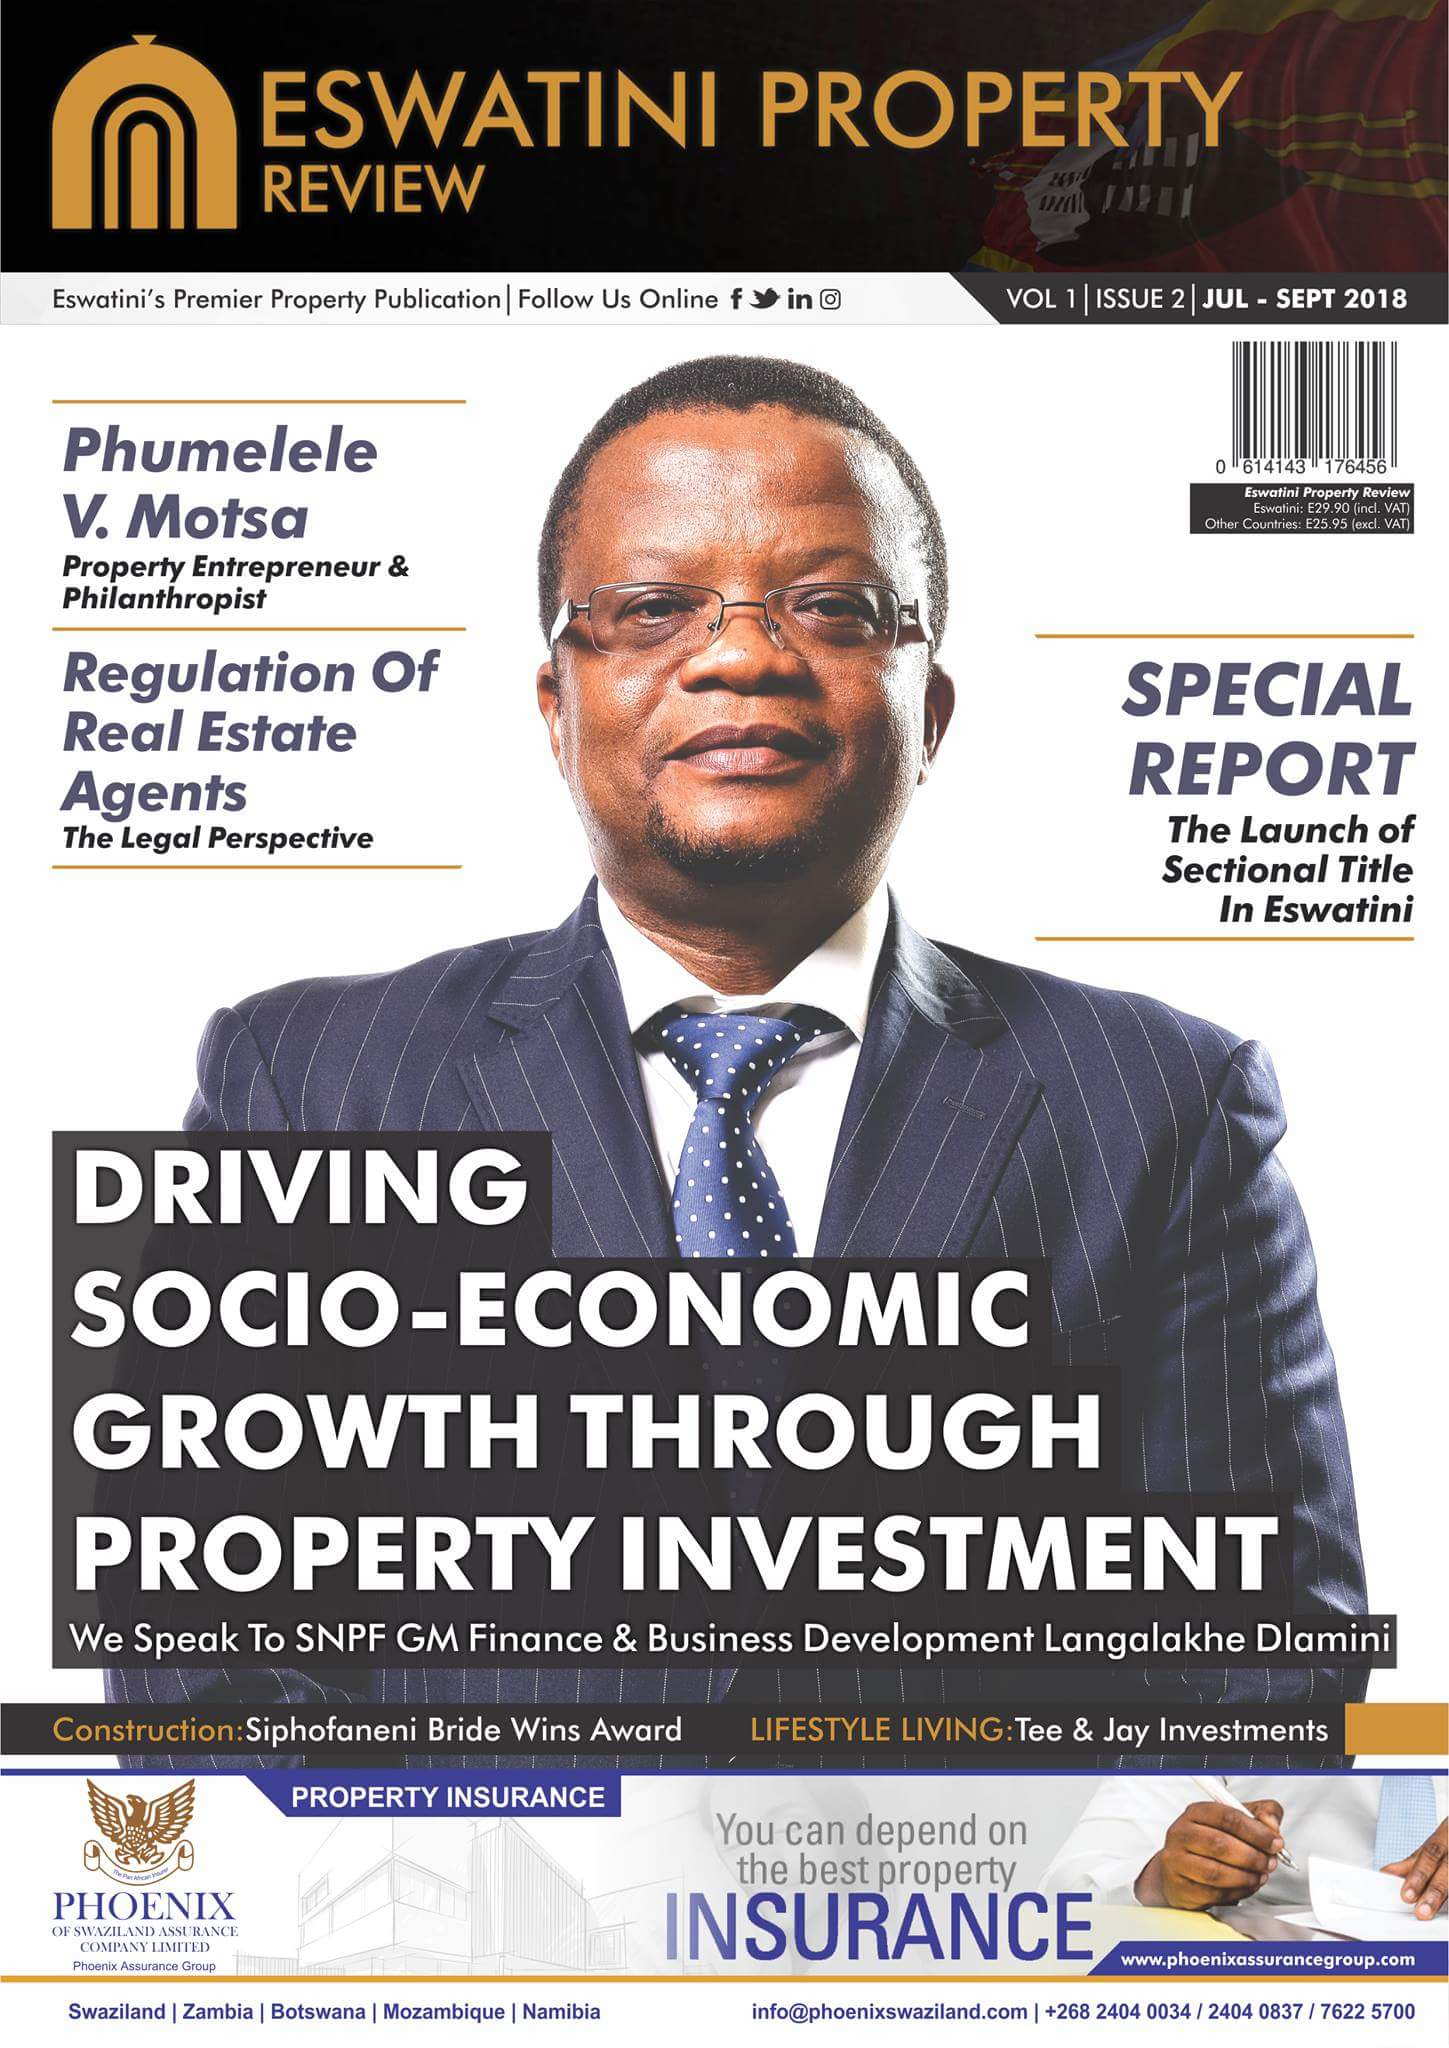 ESWATINI PROPERTY
REVIEW
Eswatini's Premier Property Publication | Follow Us Online
VOL 1 | ISSUE 2 | JUL - SEPT 2018
0 614143 176456
Eswatini Property Review
Eswatini: E29.90 (incl. VAT)
Other Countries: E25.95 (excl. VAT)
Phumelele
V. Motsa
Property Entrepreneur &
Philanthropist
Regulation Of
Real Estate
Agents
The Legal Perspective
SPECIAL
REPORT
The Launch of
Sectional Title
In Eswatini
DRIVING
SOCIO-ECONOMIC
GROWTH THROUGH
PROPERTY INVESTMENT
We Speak To SNPF GM Finance & Business Development Langalakhe Dlamini
Construction:Siphofaneni Bride Wins Award
LIFESTYLE LIVING:Tee & Jay Investments
The Pan African Insurer
PHOENIX
OF SWAZILAND ASSURANCE
COMPANY LIMITED
Phoenix Assurance Group
PROPERTY INSURANCE
You can depend on
the best property
INSURANCE
www.phoenixassurancegroup.com
Swaziland | Zambia | Botswana | Mozambique | Namibia
info@phoenixswaziland.com | +268 2404 0034 / 2404 0837 / 7622 5700